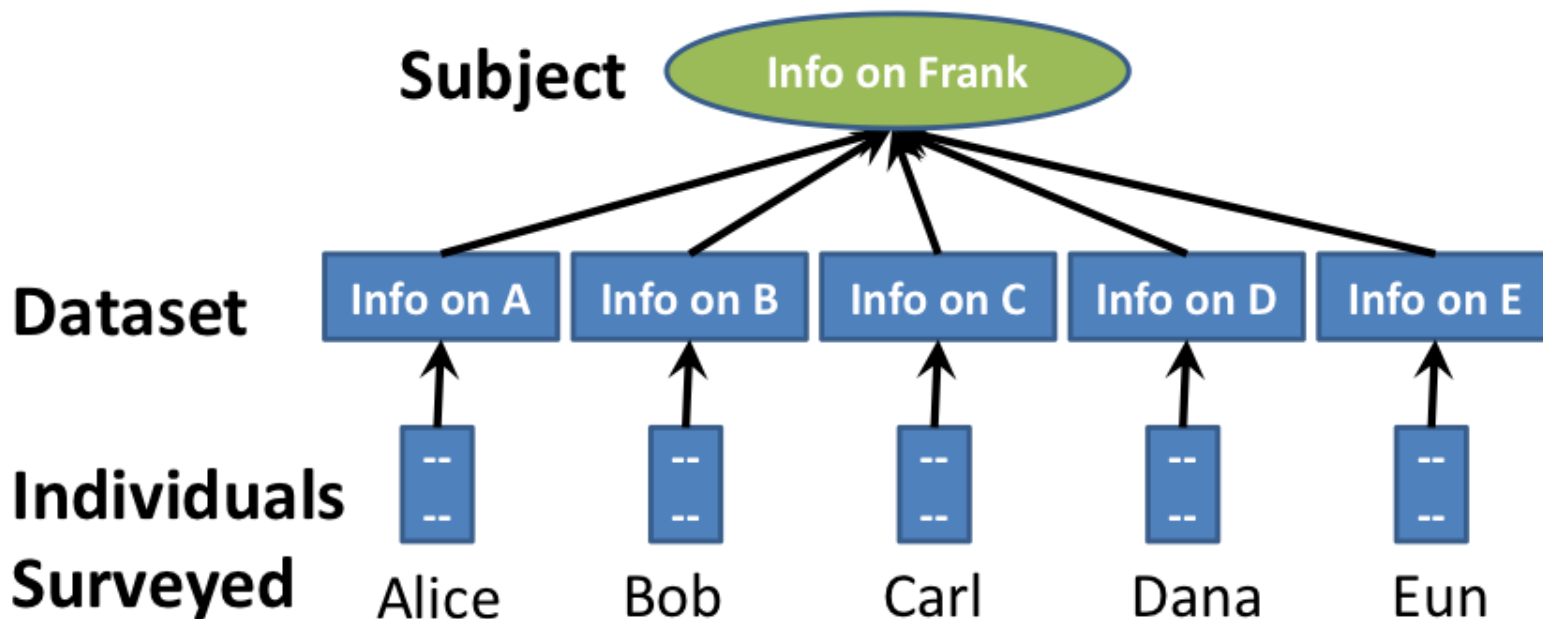 Subject
Info on Frank
Dataset
Info on A
Info on B
Info on C
Info on D
Info on E
Individuals
Surveyed
--
--
--
--
--
--
--
--
--
--
Alice
Bob
Carl
Dana
Eun